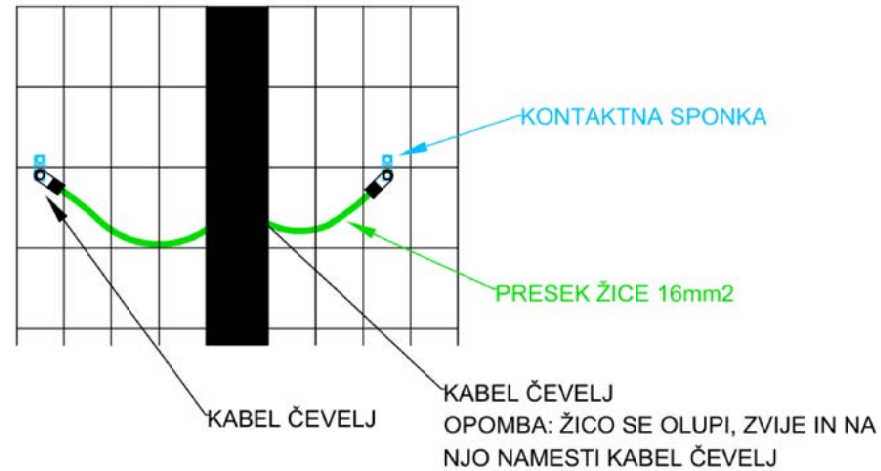 KONTAKTNA SPONKA
PRESEK ŽICE 16mm2
KABEL ČEVELJ
KABEL ČEVELJ
OPOMBA: ŽICO SE OLUPI, ZVIJE IN NA
NJO NAMESTI KABEL ČEVELJ